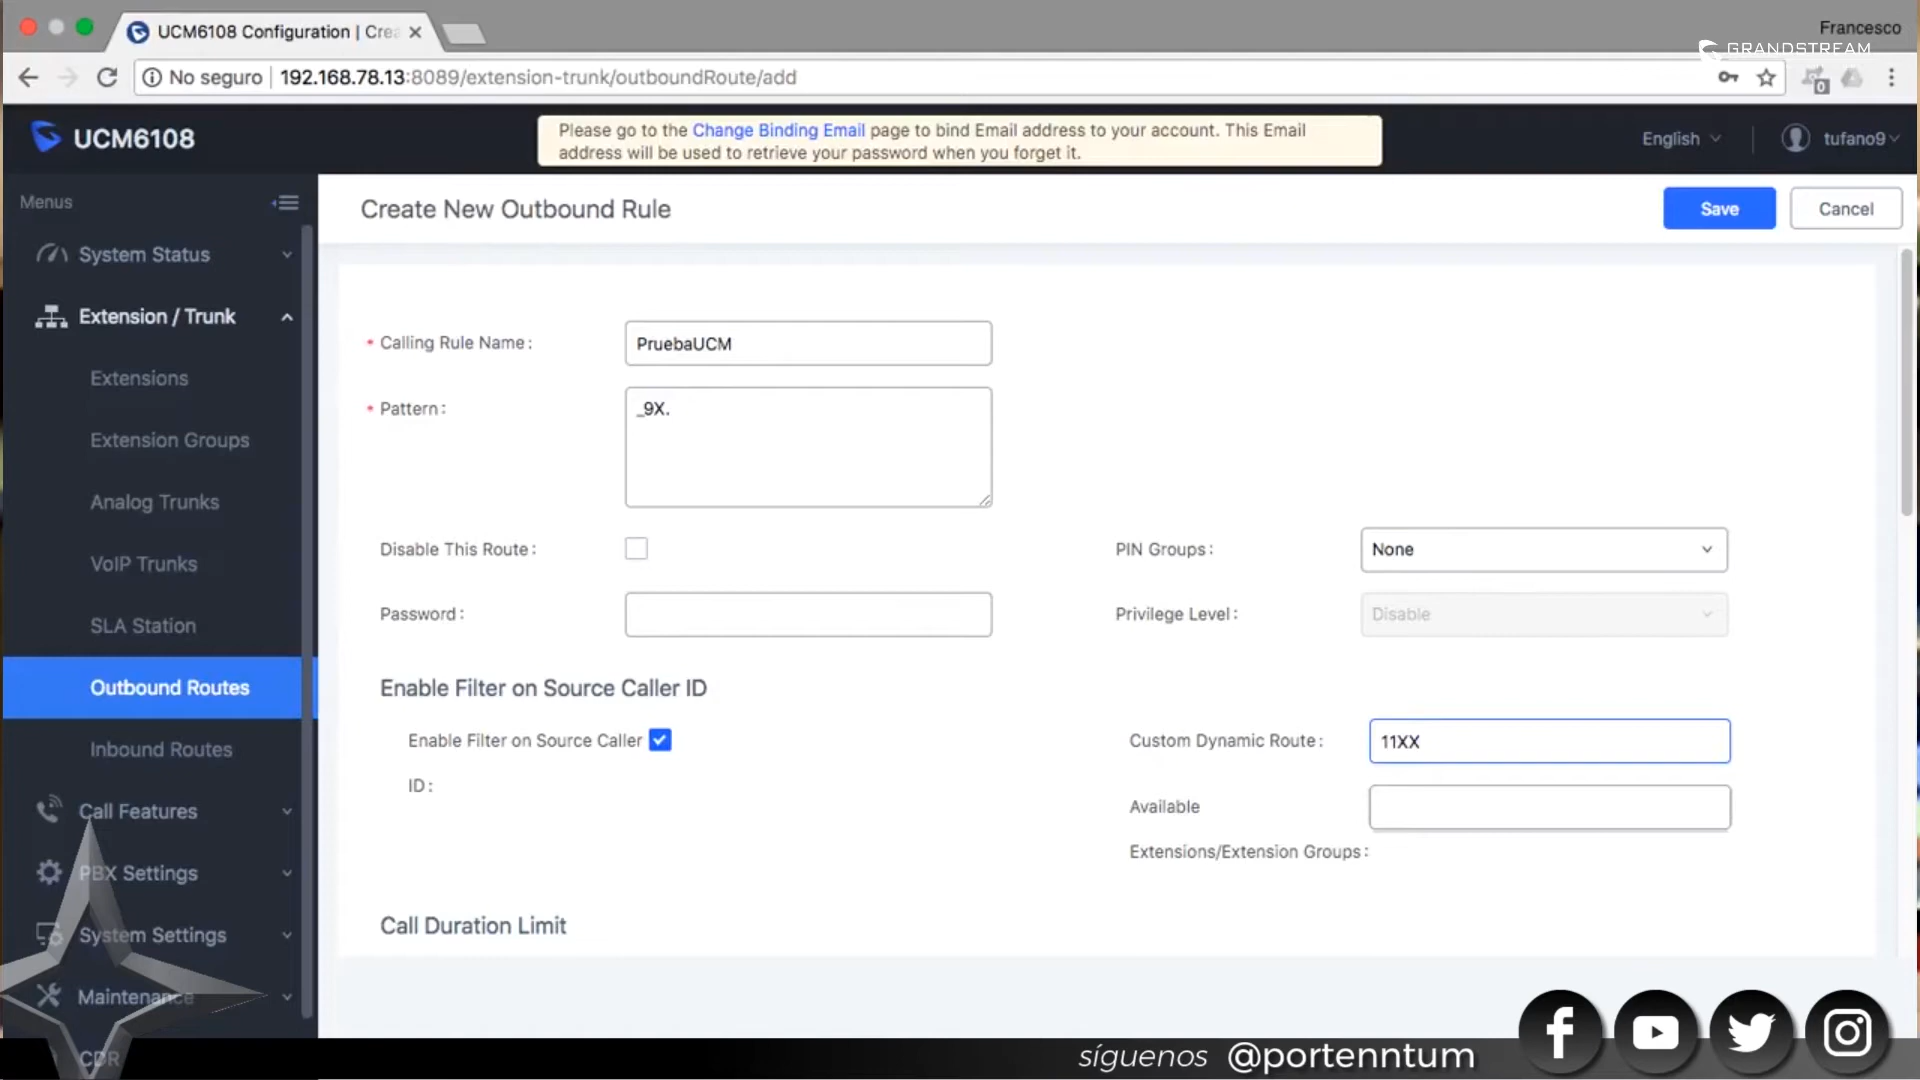 UCM6108 Configuration | Crea
Francesco
GRANDSTREAM
No seguro
192.168.78.13:8089/extension-trunk/outboundRoute/add
0
UCM6108
Please go to the Change Binding Email page to bind Email address to your account. This Email
address will be used to retrieve your password when you forget it.
English
tufano9
Menus
Create New Outbound Rule
Save
Cancel
System Status
Extension / Trunk
Extensions
Extension Groups
Analog Trunks
VoIP Trunks
SLA Station
Outbound Routes
Inbound Routes
Call Features
PBX Settings
System Settings
Maintenance
CDR
* Calling Rule Name :
PruebaUCM
* Pattern :
_9X.
Disable This Route :
PIN Groups :
None
Password :
Privilege Level :
Disable
Enable Filter on Source Caller ID
Enable Filter on Source Caller
ID :
Custom Dynamic Route :
11XX
Available
Extensions/Extension Groups :
Call Duration Limit
síguenos @portenntum